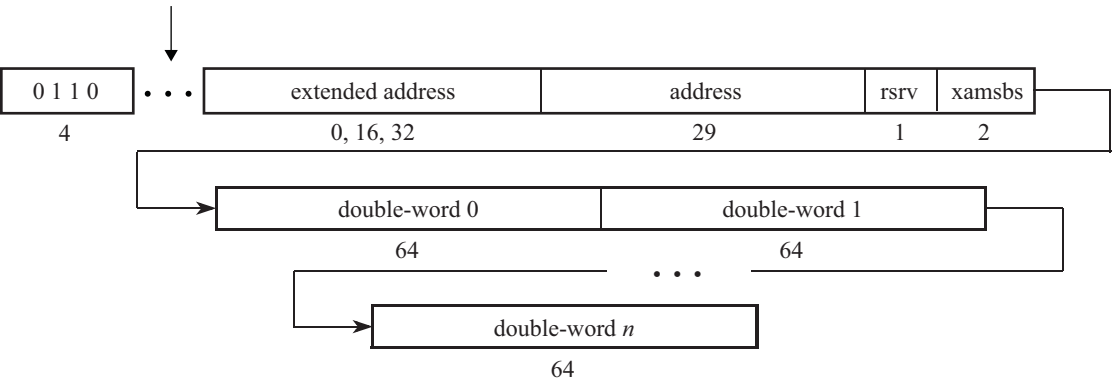 0 1 1 0 • • • extended address address rsrv xamsbs
4 0, 16, 32 29 1 2
double-word 0 double-word 1
64 64
• • •
double-word n
64